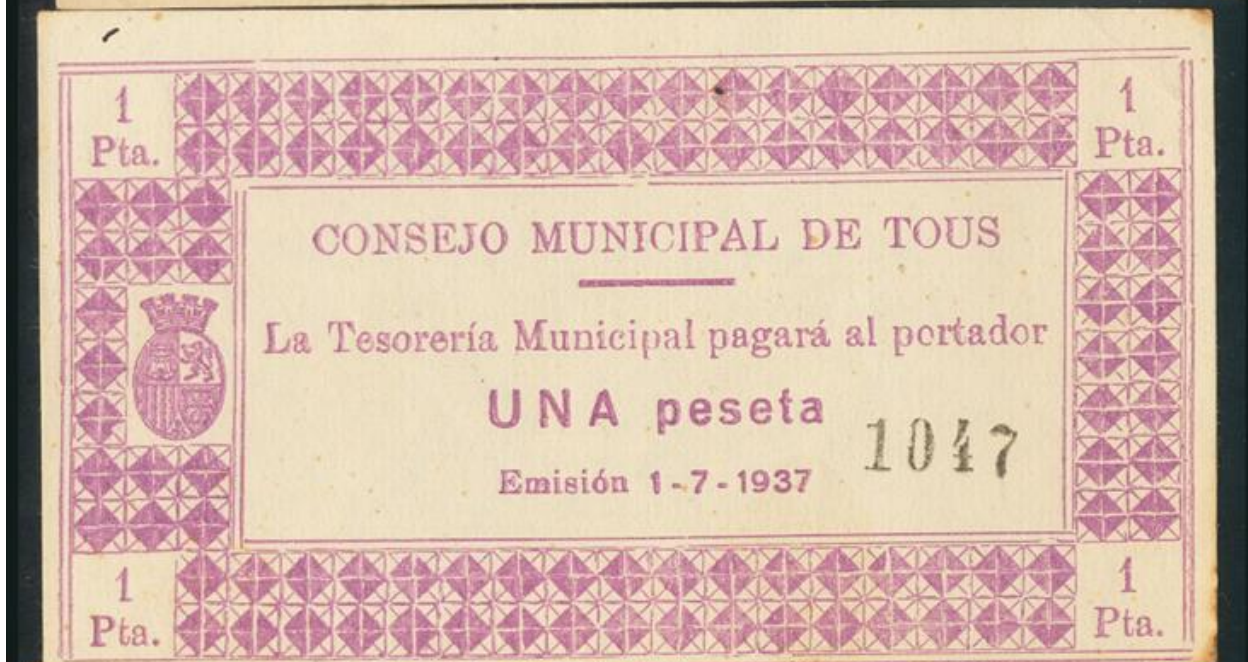 1 Pta.
1 Pta.
CONSEJO MUNICIPAL DE TOUS
La Tesorería Municipal pagará al portador
UNA peseta
1047
Emisión 1-7-1937
1 Pta.
1 Pta.